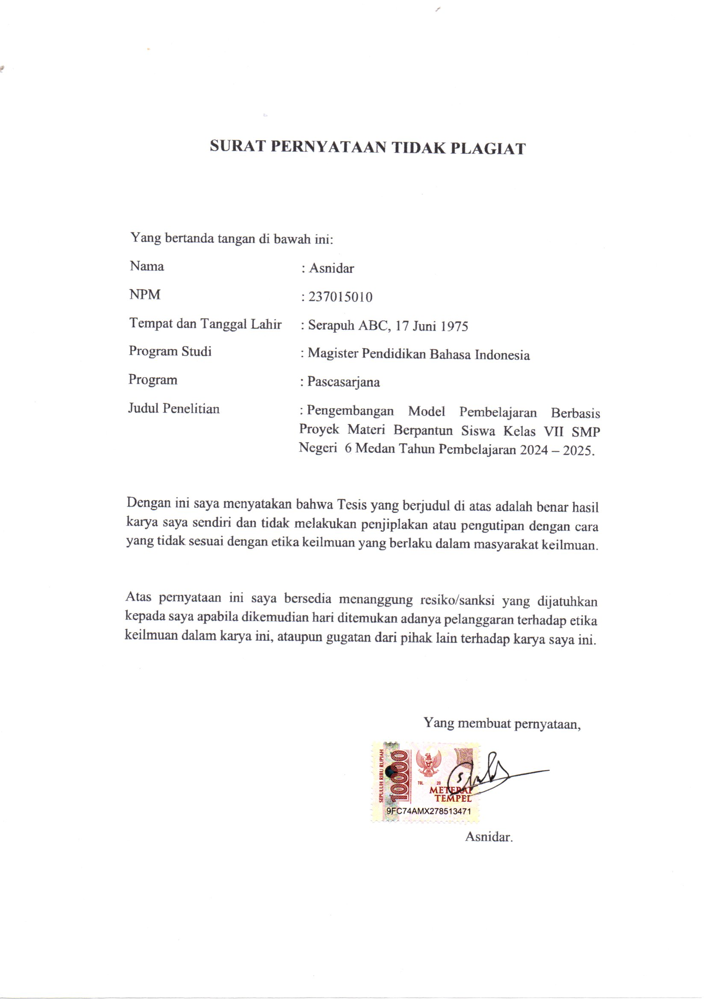 SURAT PERNYATAAN TIDAK PLAGIAT
Yang bertanda tangan di bawah ini:
Nama : Asnidar
NPM : 237015010
Tempat dan Tanggal Lahir : Serapuh ABC, 17 Juni 1975
Program Studi : Magister Pendidikan Bahasa Indonesia
Program : Pascasarjana
Judul Penelitian : Pengembangan Model Pembelajaran Berbasis
Proyek Materi Berpantun Siswa Kelas VII SMP
Negeri 6 Medan Tahun Pembelajaran 2024 – 2025.
Dengan ini saya menyatakan bahwa Tesis yang berjudul di atas adalah benar hasil
karya saya sendiri dan tidak melakukan penjiplakan atau pengutipan dengan cara
yang tidak sesuai dengan etika keilmuan yang berlaku dalam masyarakat keilmuan.
Atas pernyataan ini saya bersedia menanggung resiko/sanksi yang dijatuhkan
kepada saya apabila dikemudian hari ditemukan adanya pelanggaran terhadap etika
keilmuan dalam karya ini, ataupun gugatan dari pihak lain terhadap karya saya ini.
Yang membuat pernyataan,
SEPULUH RIBU RUPIAH
10000
TGL. 20
METERAI
TEMPEL
9FC74AMX278513471
Asnidar.